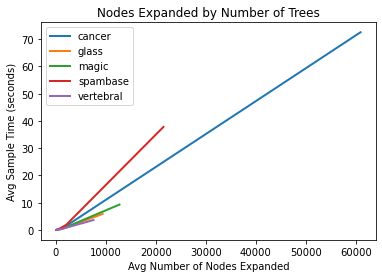 Nodes Expanded by Number of Trees
cancer
glass
magic
spambase
vertebral
70
60
50
40
30
20
10
0
Avg Sample Time (seconds)
0 10000 20000 30000 40000 50000 60000
Avg Number of Nodes Expanded